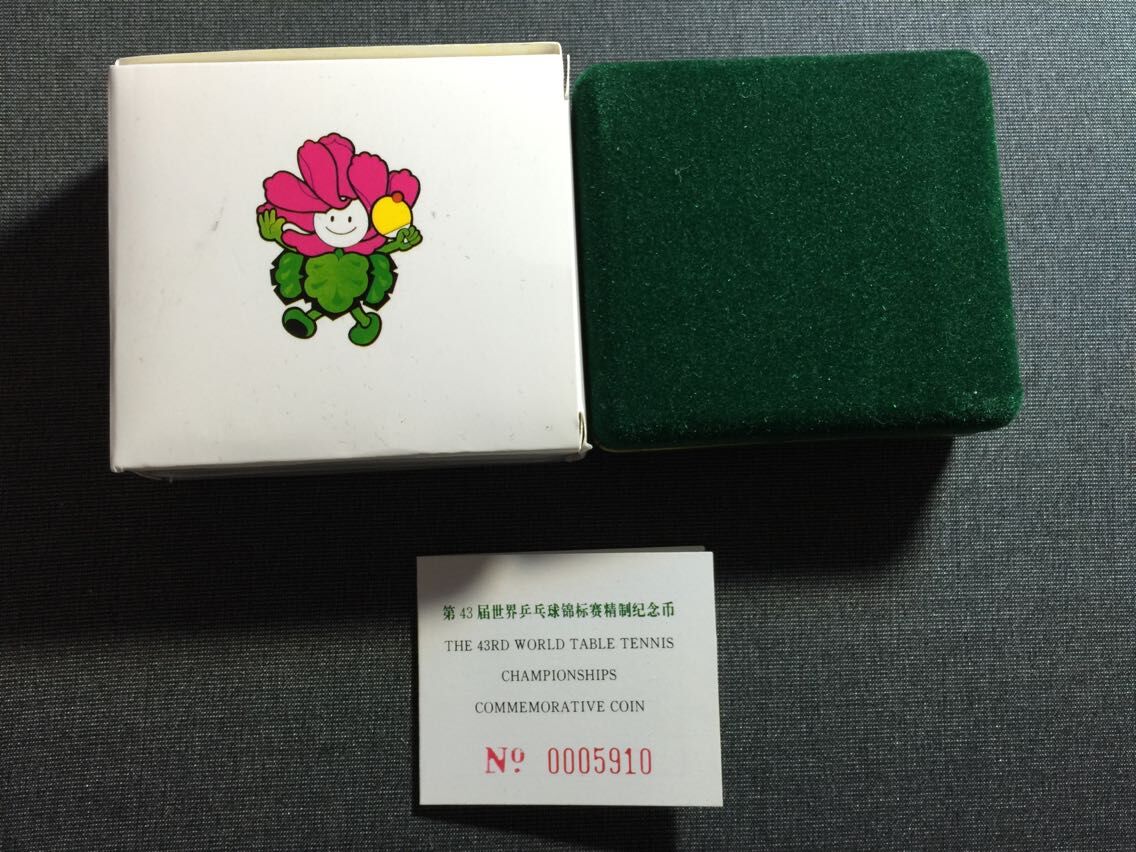 第43届世界乒乓球锦标赛精制纪念币
THE 43RD WORLD TABLE TENNIS
CHAMPIONSHIPS
COMMEMORATIVE COIN
Nº 0005910